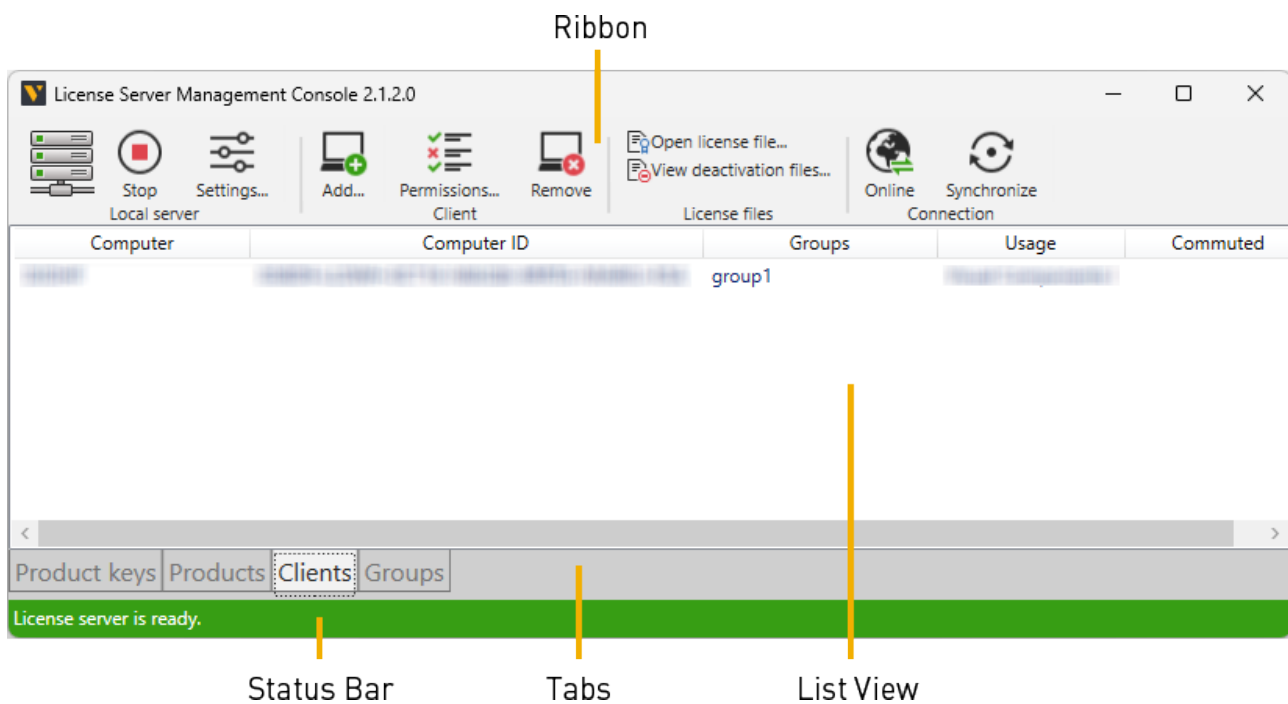 Ribbon
License Server Management Console 2.1.2.0
Stop
Settings...
Local server
Add...
Permissions...
Remove
Client
Open license file...
View deactivation files...
License files
Online
Synchronize
Connection
Computer
Computer ID
Groups
Usage
Commuted
group1
Product keys
Products
Clients
Groups
License server is ready.
Status Bar
Tabs
List View